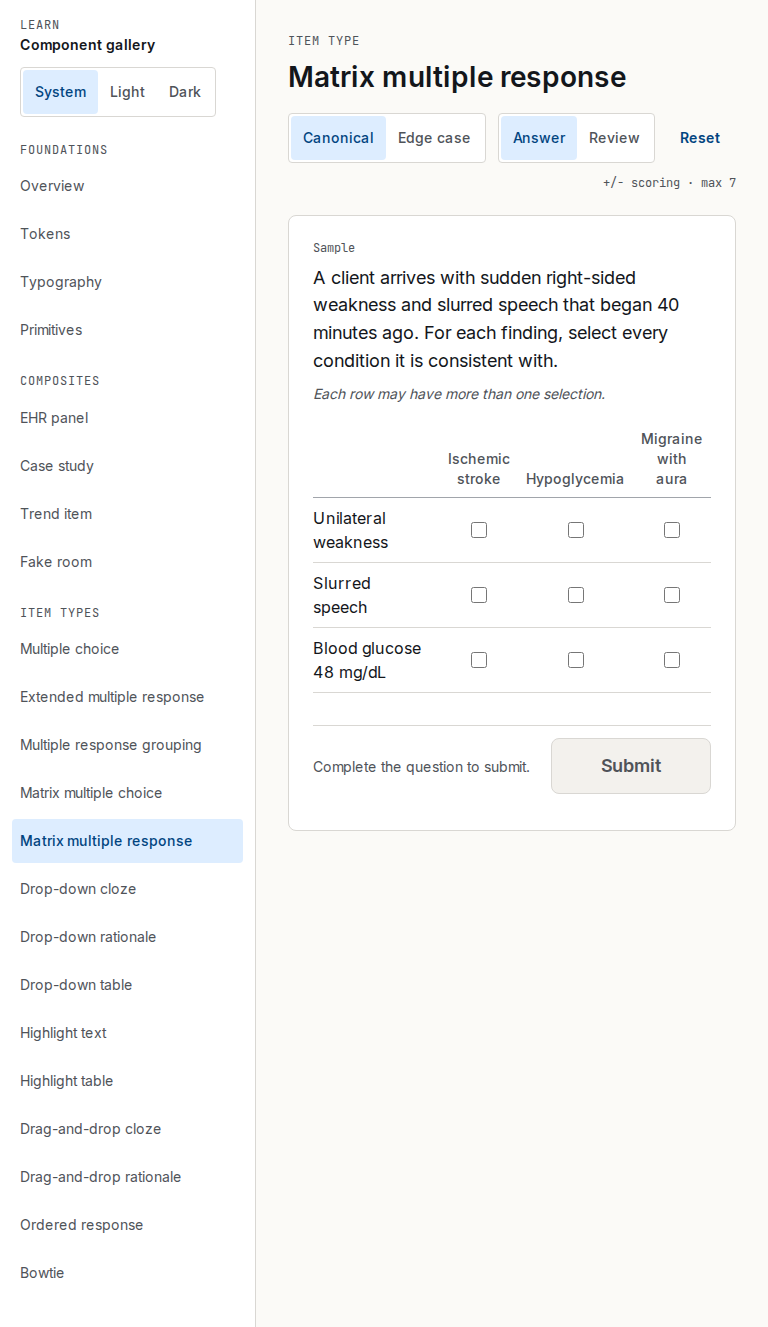 LEARN
Component gallery
System Light Dark
FOUNDATIONS
Overview
Tokens
Typography
Primitives
COMPOSITES
EHR panel
Case study
Trend item
Fake room
ITEM TYPES
Multiple choice
Extended multiple response
Multiple response grouping
Matrix multiple choice
Matrix multiple response
Drop-down cloze
Drop-down rationale
Drop-down table
Highlight text
Highlight table
Drag-and-drop cloze
Drag-and-drop rationale
Ordered response
Bowtie
ITEM TYPE
Matrix multiple response
Canonical Edge case Answer Review Reset
+/- scoring · max 7
Sample
A client arrives with sudden right-sided
weakness and slurred speech that began 40
minutes ago. For each finding, select every
condition it is consistent with.
Each row may have more than one selection.
Ischemic
stroke
Hypoglycemia
Migraine
with
aura
Unilateral
weakness
Slurred
speech
Blood glucose
48 mg/dL
Complete the question to submit.
Submit